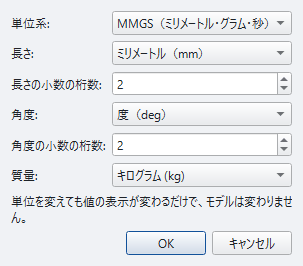 単位系: MMGS（ミリメートル・グラム・秒）
長さ: ミリメートル（mm）
長さの小数の桁数: 2
角度: 度（deg）
角度の小数の桁数: 2
質量: キログラム (kg)
単位を変えても値の表示が変わるだけで、モデルは変わりませ
ん。
OK キャンセル